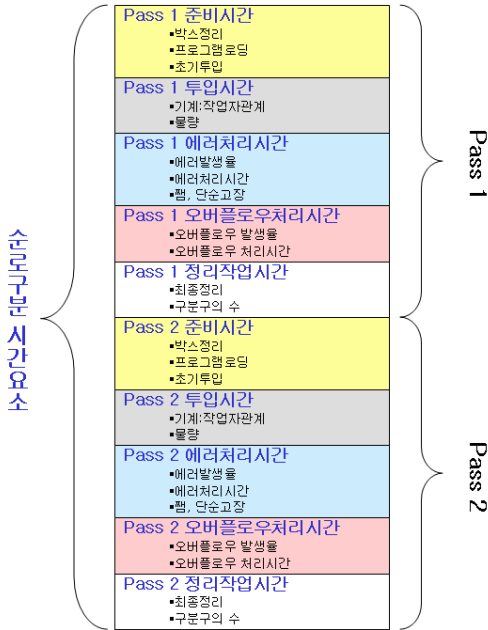 순로구분 시간요소
Pass 1 준비시간
▪박스정리
▪프로그램로딩
▪초기투입
Pass 1 투입시간
▪기계:작업자관계
▪물량
Pass 1 에러처리시간
▪에러발생율
▪에러처리시간
▪쨈, 단순고장
Pass 1 오버플로우처리시간
▪오버플로우 발생율
▪오버플로우 처리시간
Pass 1 정리작업시간
▪최종정리
▪구분구의 수
Pass 1
Pass 2 준비시간
▪박스정리
▪프로그램로딩
▪초기투입
Pass 2 투입시간
▪기계:작업자관계
▪물량
Pass 2 에러처리시간
▪에러발생율
▪에러처리시간
▪쨈, 단순고장
Pass 2 오버플로우처리시간
▪오버플로우 발생율
▪오버플로우 처리시간
Pass 2 정리작업시간
▪최종정리
▪구분구의 수
Pass 2